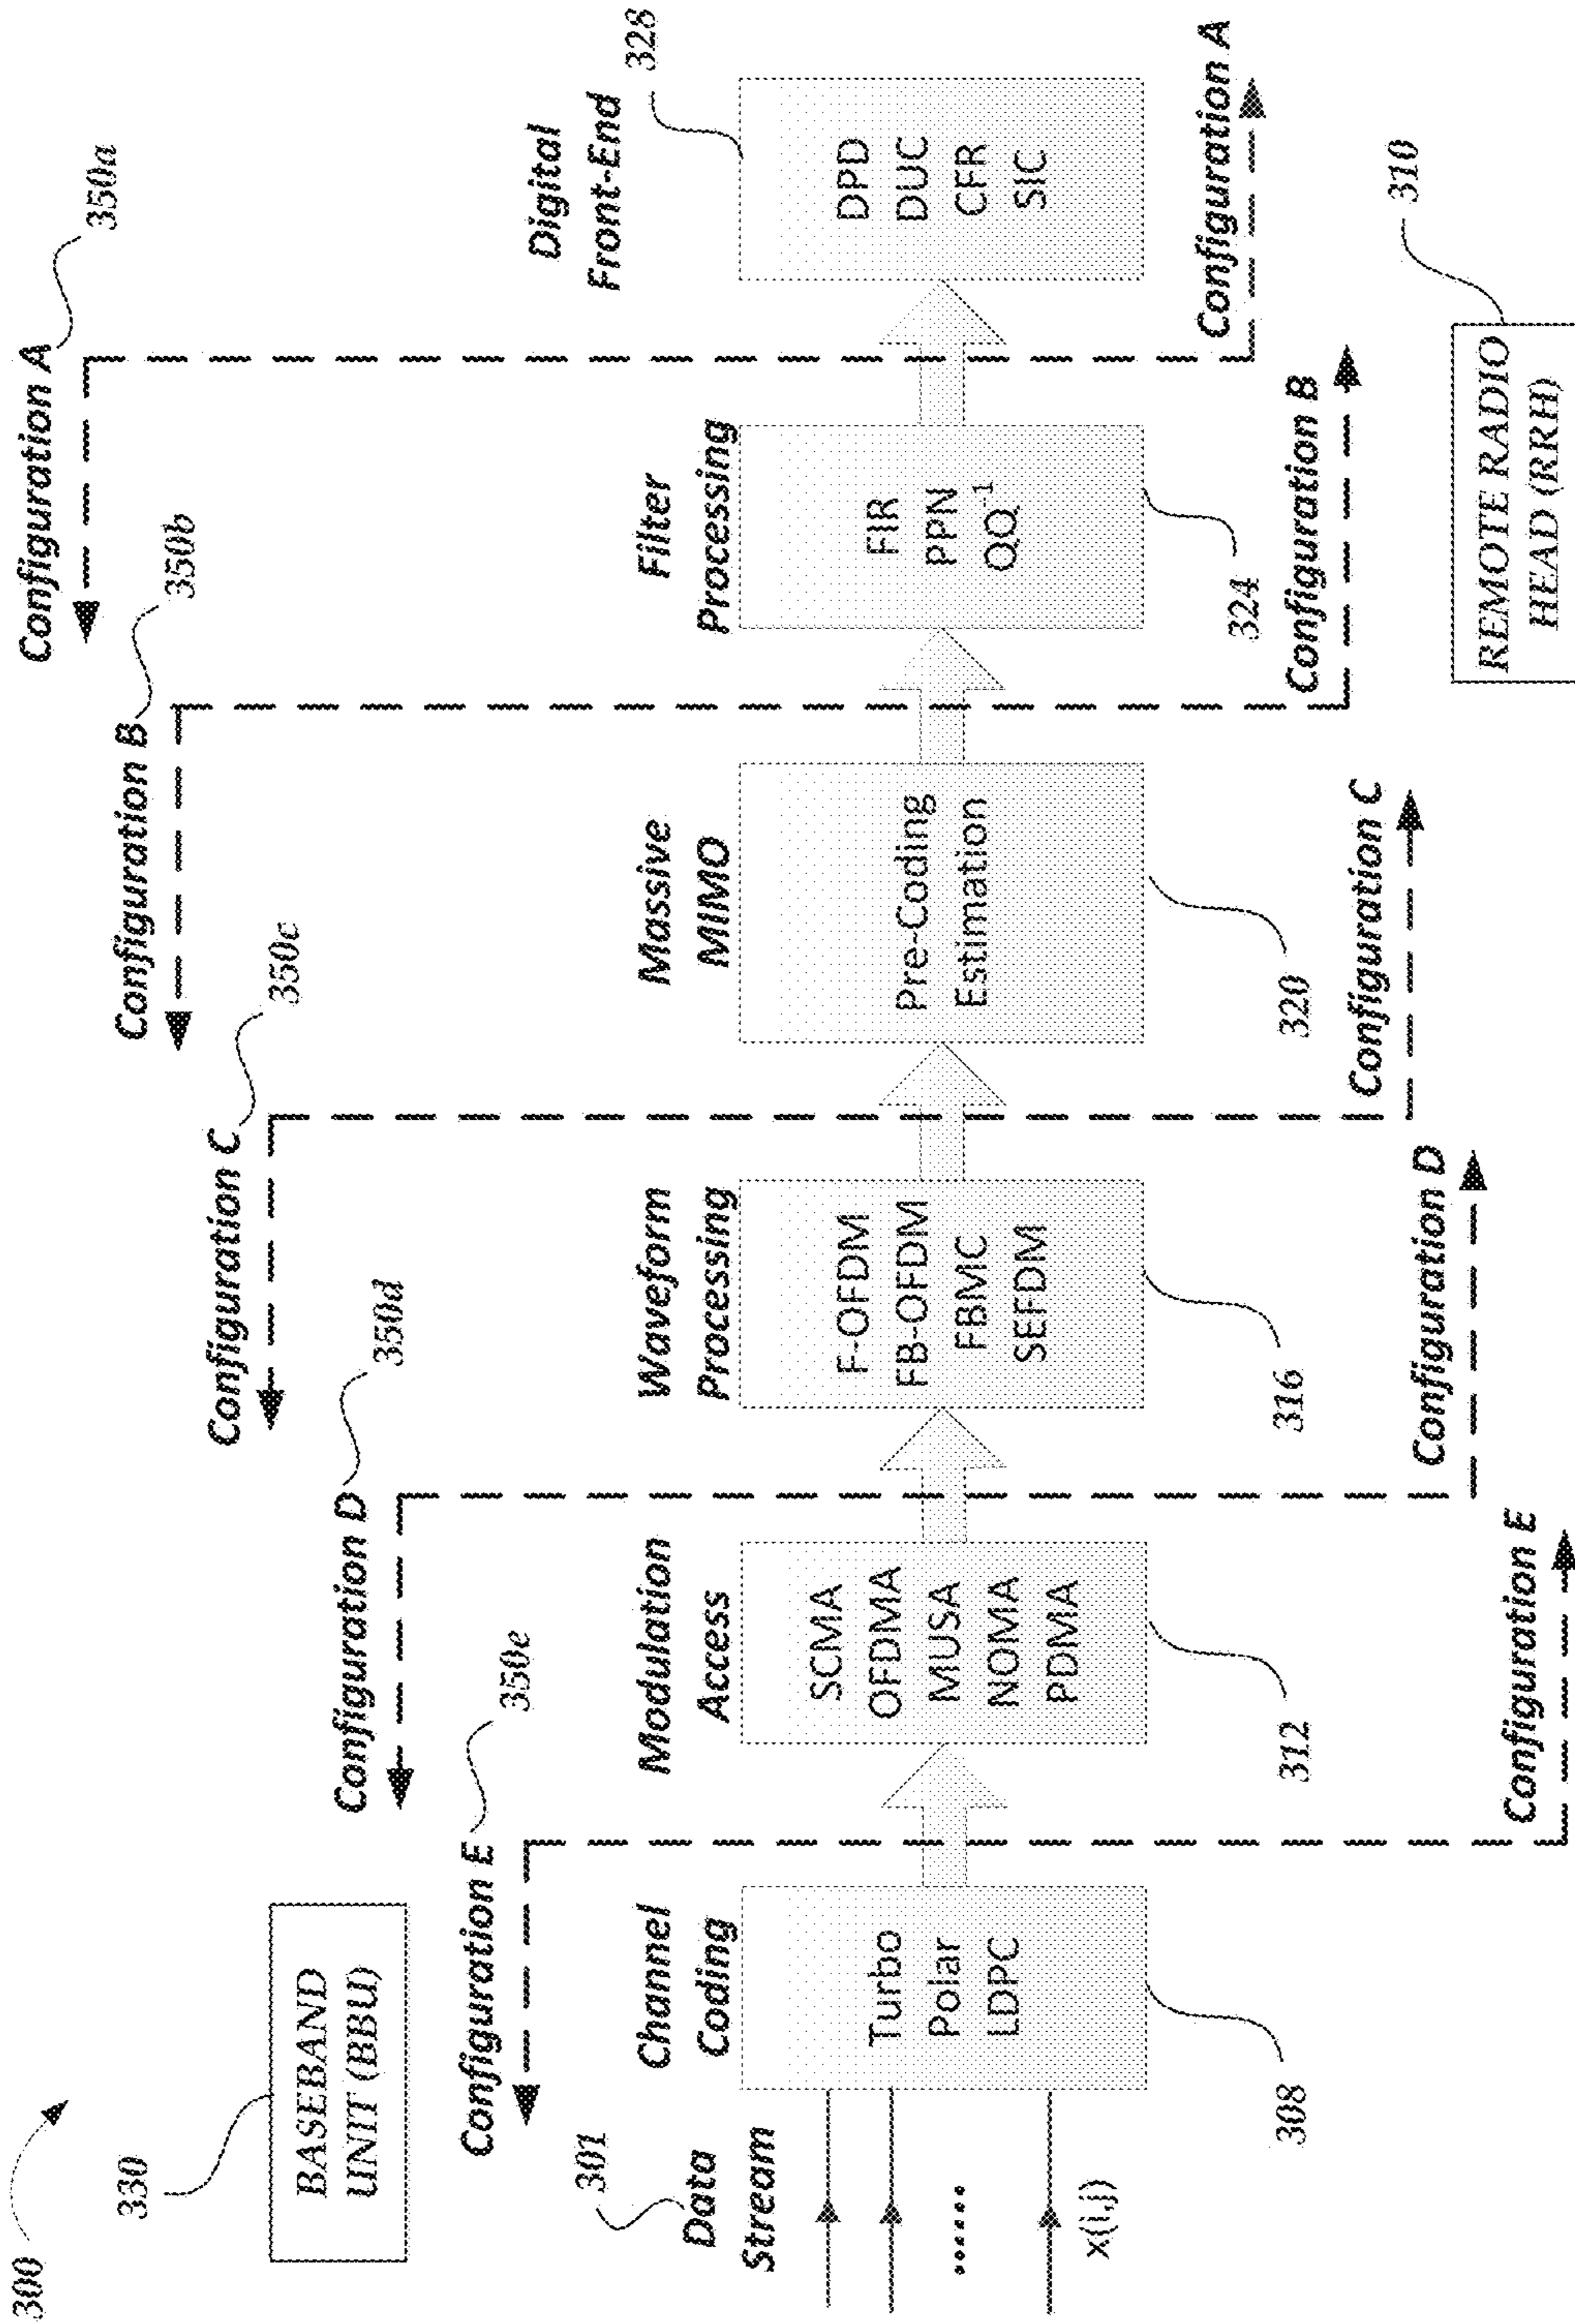 300
330
BASEBAND
UNIT (BBU)
Configuration A
350a
Configuration B
350b
Configuration C
350c
Configuration D
350d
Configuration E
350e
301
Data
Stream
x(i,j)
Channel
Coding
Turbo
Polar
LDPC
308
Modulation
Access
SCMA
OFDMA
MUSA
NOMA
PDMA
312
Waveform
Processing
F-OFDM
FB-OFDM
FBMC
SEFDM
316
Massive
MIMO
Pre-Coding
Estimation
320
Filter
Processing
FIR
PPN
QQ⁻¹
324
Digital
Front-End
328
DPD
DUC
CFR
SIC
Configuration A
Configuration B
Configuration C
Configuration D
Configuration E
310
REMOTE RADIO
HEAD (RRH)